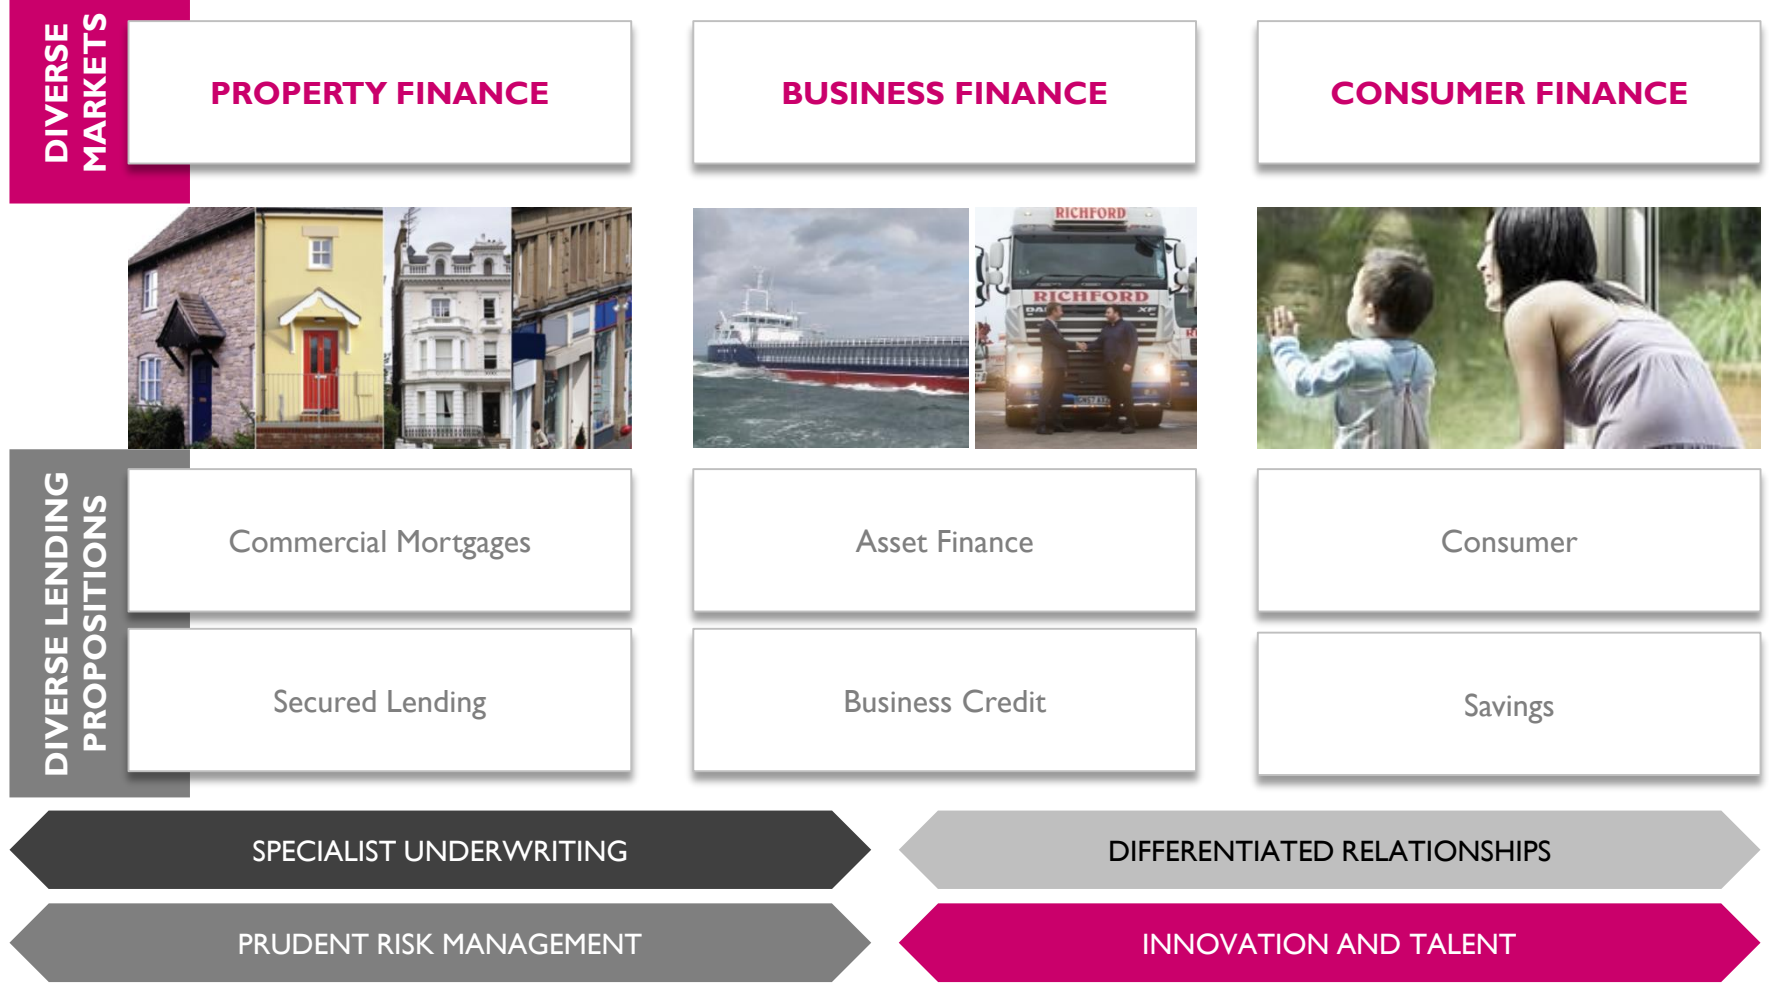 DIVERSE
MARKETS
PROPERTY FINANCE
BUSINESS FINANCE
CONSUMER FINANCE
RICHFORD
RICHFORD
XF
DIVERSE LENDING
PROPOSITIONS
Commercial Mortgages
Asset Finance
Consumer
Secured Lending
Business Credit
Savings
SPECIALIST UNDERWRITING
DIFFERENTIATED RELATIONSHIPS
PRUDENT RISK MANAGEMENT
INNOVATION AND TALENT